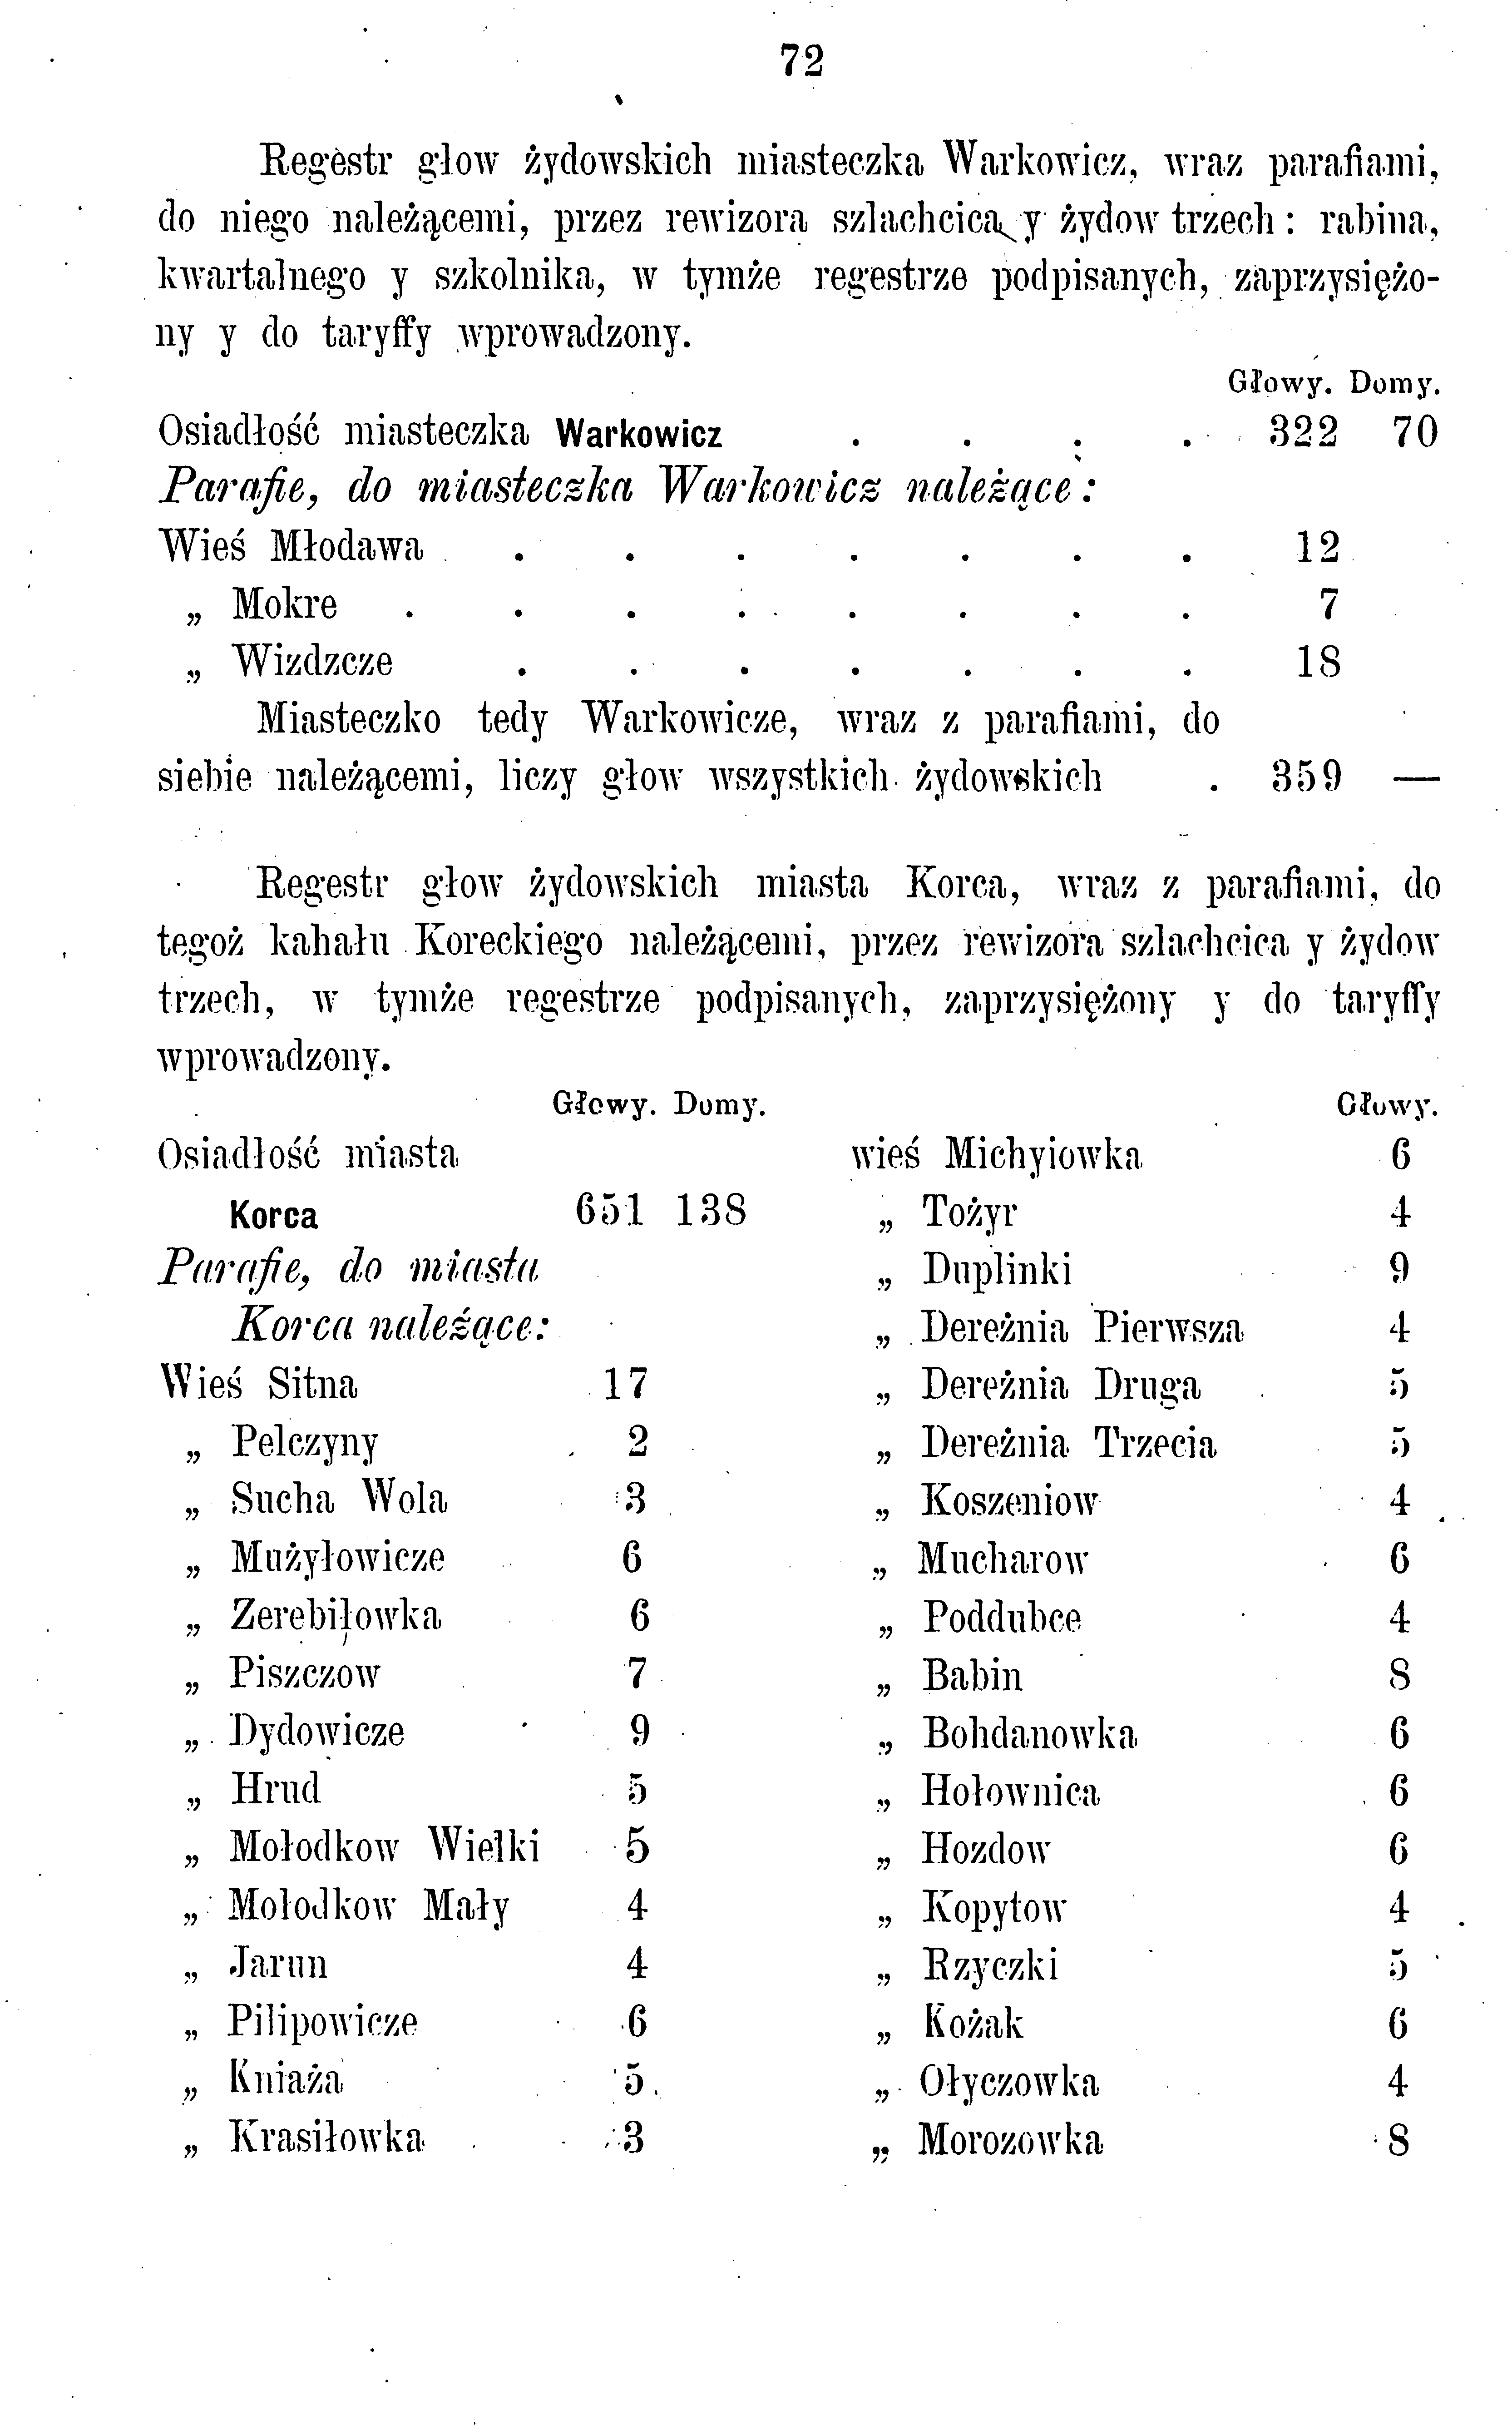 72
Regestr głow żydowskich miasteczka Warkowicz, wraz parafiami,
do niego należącemi, przez rewizora szlachcica y żydow trzech: rabina,
kwartalnego y szkolnika, w tymże regestrze podpisanych, zaprzysiężo-
ny y do taryffy wprowadzony.
Głowy. Domy.
Osiadłość miasteczka Warkowicz . . . . 322 70
Parafie, do miasteczka Warkowicz należące:
Wieś Młodawa . . . . . . . 12
„ Mokre . . . . . . . . 7
„ Wizdzcze . . . . . . . 18
Miasteczko tedy Warkowicze, wraz z parafiami, do
siebie należącemi, liczy głow wszystkich żydowskich . 359 —
Regestr głow żydowskich miasta Korca, wraz z parafiami, do
tegoż kahału Koreckiego należącemi, przez rewizora szlachcica y żydow
trzech, w tymże regestrze podpisanych, zaprzysiężony y do taryffy
wprowadzony.
Głowy. Domy.
Osiadłość miasta
Korca 651 138
Parafie, do miasta
Korca należące:
Wieś Sitna 17
„ Pelczyny 2
„ Sucha Wola 3
„ Mużyłowicze 6
„ Zerebiłowka 6
„ Piszczow 7
„ Dydowicze 9
„ Hrud 5
„ Mołodkow Wielki 5
„ Mołodkow Mały 4
„ Jarun 4
„ Pilipowicze 6
„ Kniaża 5
„ Krasiłowka 3
Głowy.
wieś Michyiowka 6
„ Tożyr 4
„ Duplinki 9
„ Dereżnia Pierwsza 4
„ Dereżnia Druga 5
„ Dereżnia Trzecia 5
„ Koszeniow 4
„ Mucharow 6
„ Poddubce 4
„ Babin 8
„ Bohdanowka 6
„ Hołownica 6
„ Hozdow 6
„ Kopytow 4
„ Rzyczki 5
„ Kożak 6
„ Ołyczowka 4
„ Morozowka 8